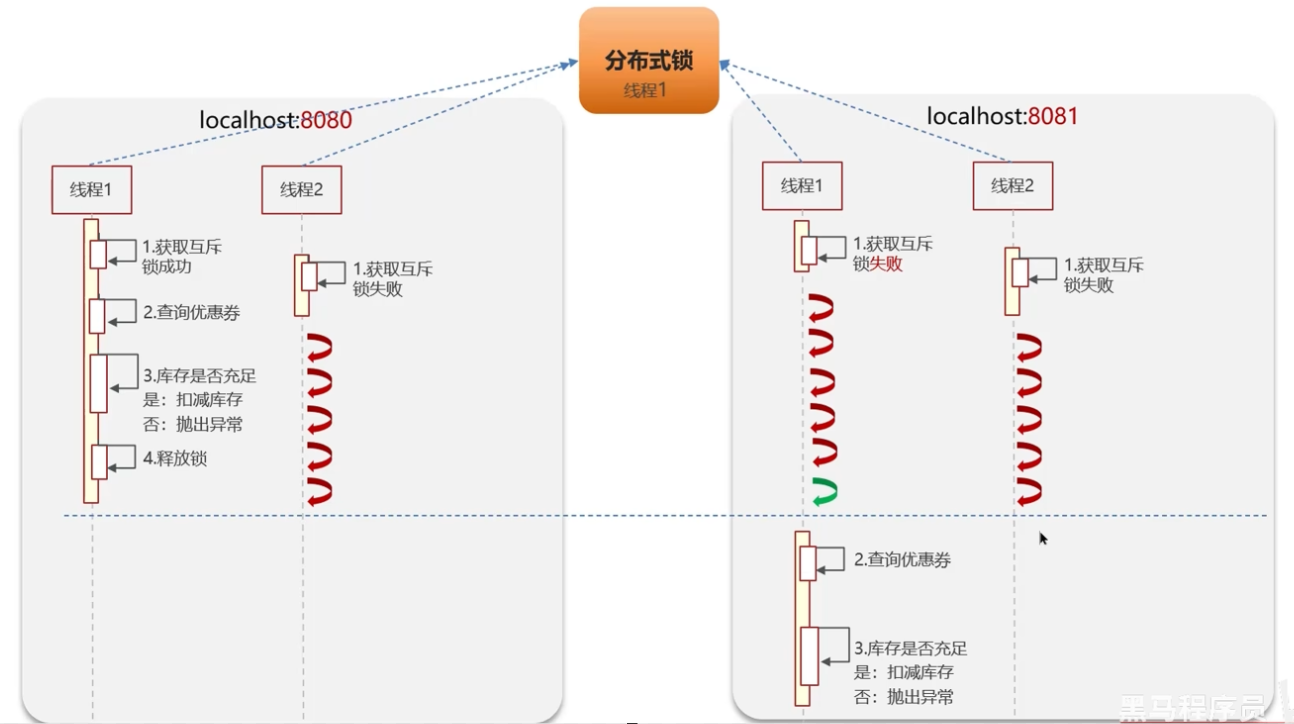 分布式锁
线程1
localhost:8080
线程1
线程2
1.获取互斥
锁成功
2.查询优惠券
3.库存是否充足
是：扣减库存
否：抛出异常
4.释放锁
1.获取互斥
锁失败
localhost:8081
线程1
线程2
1.获取互斥
锁失败
2.查询优惠券
3.库存是否充足
是：扣减库存
否：抛出异常
1.获取互斥
锁失败
黑马程序员